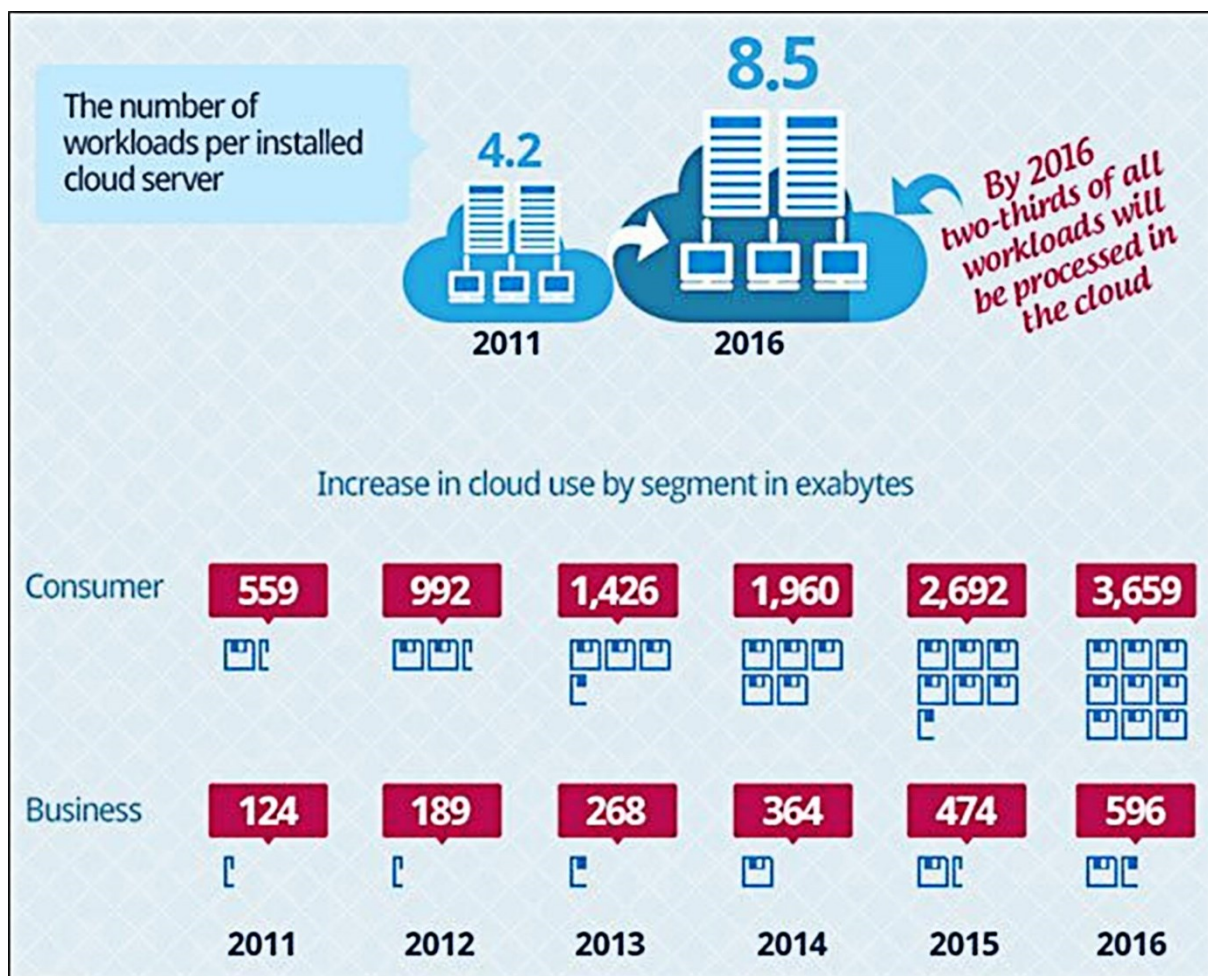 The number of
workloads per installed
cloud server
4.2
8.5
2011
2016
By 2016
two-thirds of all
workloads will
be processed in
the cloud
Increase in cloud use by segment in exabytes
Consumer 559 992 1,426 1,960 2,692 3,659
Business 124 189 268 364 474 596
2011 2012 2013 2014 2015 2016